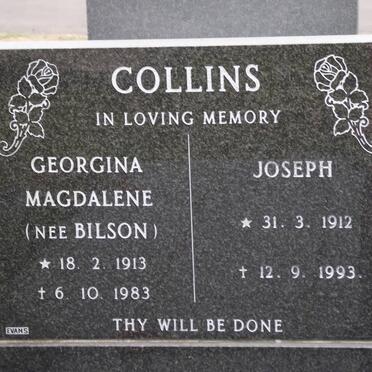 COLLINS
IN LOVING MEMORY
GEORGINA
MAGDALENE
(NEE BILSON)
★ 18. 2. 1913
† 6. 10. 1983
JOSEPH
★ 31. 3. 1912
† 12. 9. 1993.
THY WILL BE DONE
EVANS